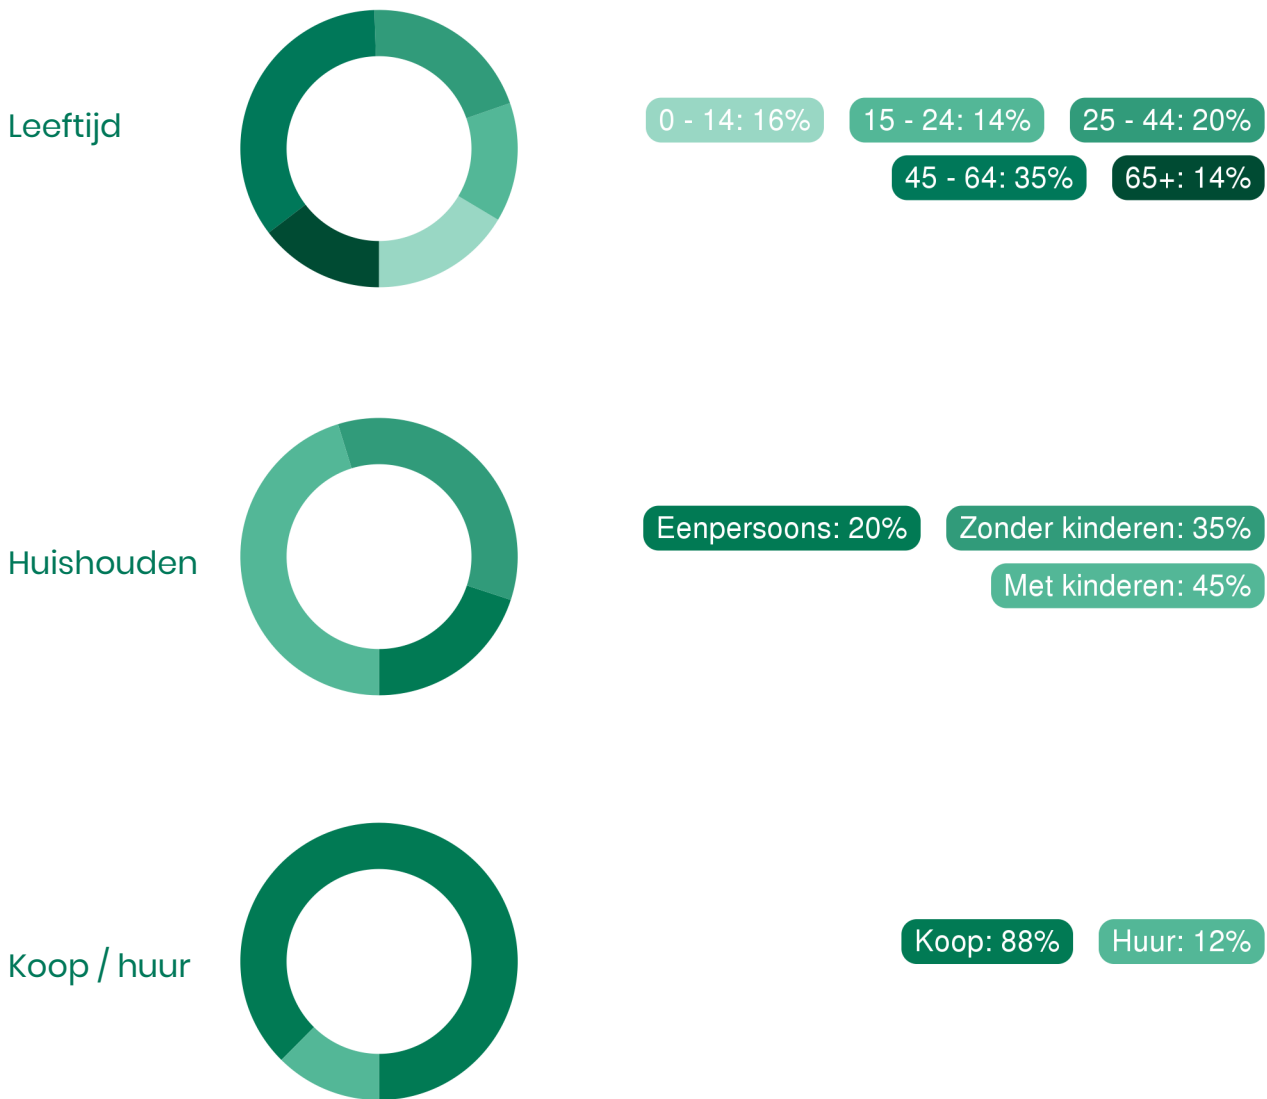 Leeftijd
0 - 14: 16% 15 - 24: 14% 25 - 44: 20%
45 - 64: 35% 65+: 14%
Huishouden
Eenpersoons: 20% Zonder kinderen: 35%
Met kinderen: 45%
Koop / huur
Koop: 88% Huur: 12%